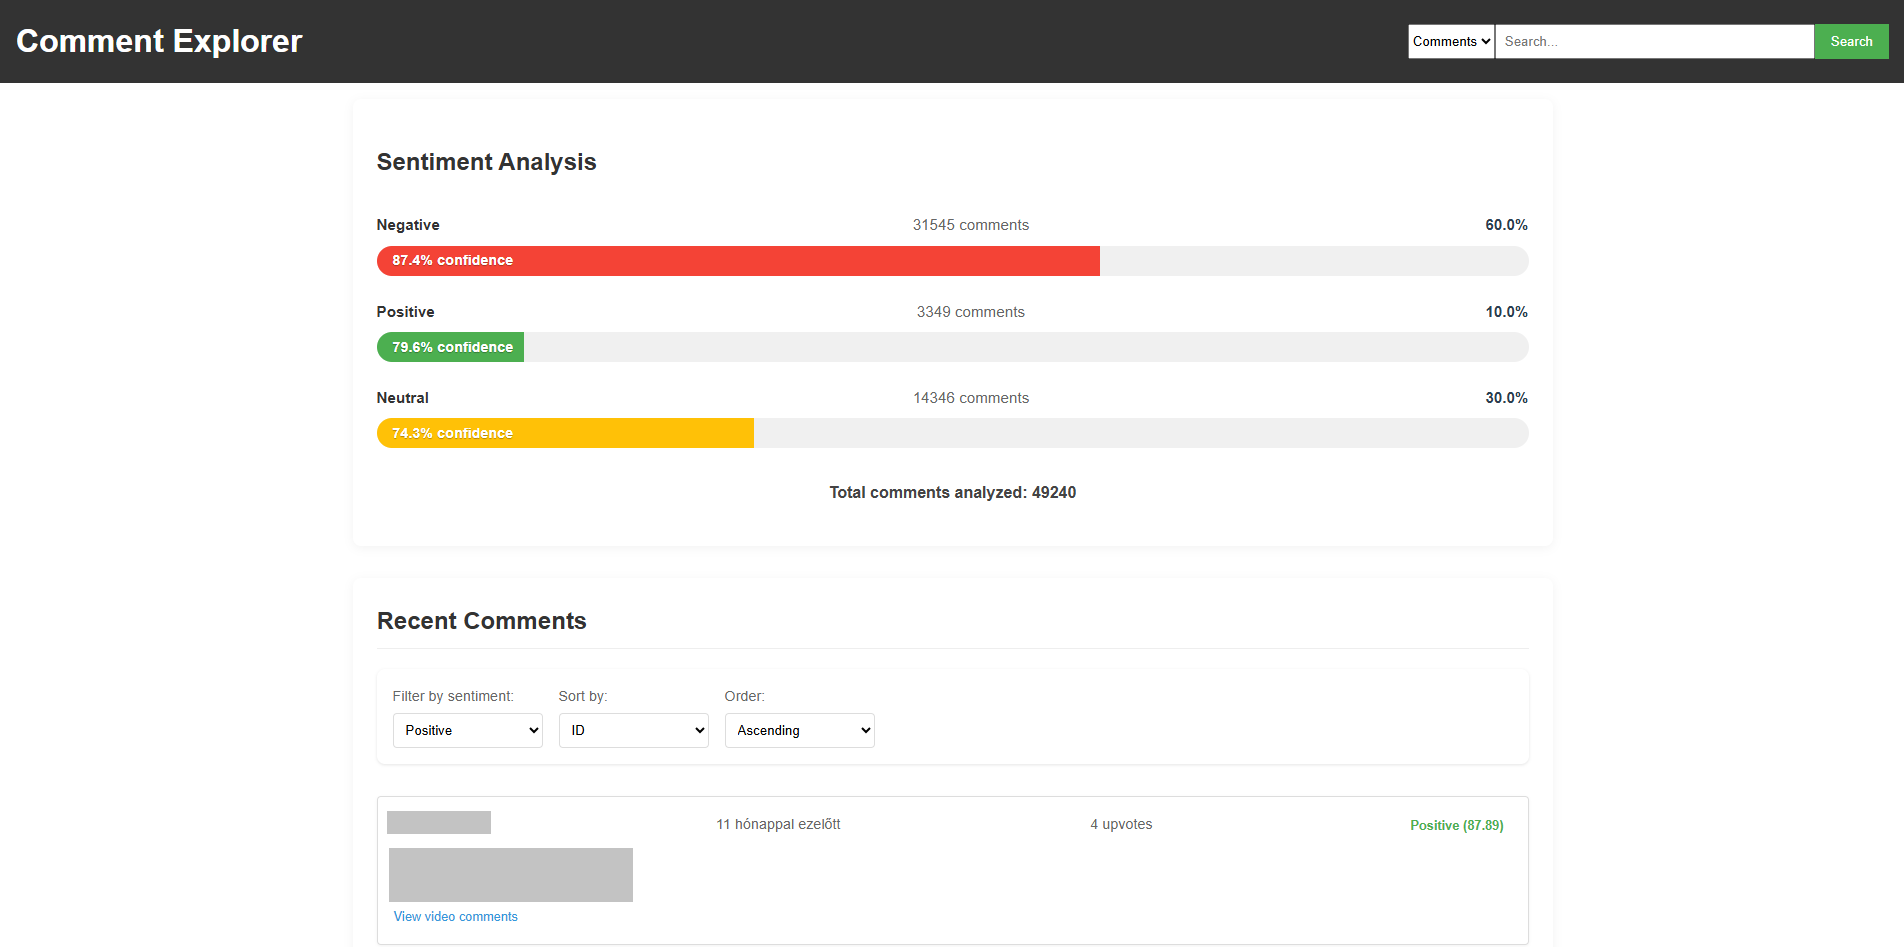 Comment Explorer
Comments
Search...
Search
Sentiment Analysis
Negative 31545 comments 60.0%
87.4% confidence
Positive 3349 comments 10.0%
79.6% confidence
Neutral 14346 comments 30.0%
74.3% confidence
Total comments analyzed: 49240
Recent Comments
Filter by sentiment: Sort by: Order:
Positive ID Ascending
11 hónappal ezelőtt 4 upvotes Positive (87.89)
View video comments